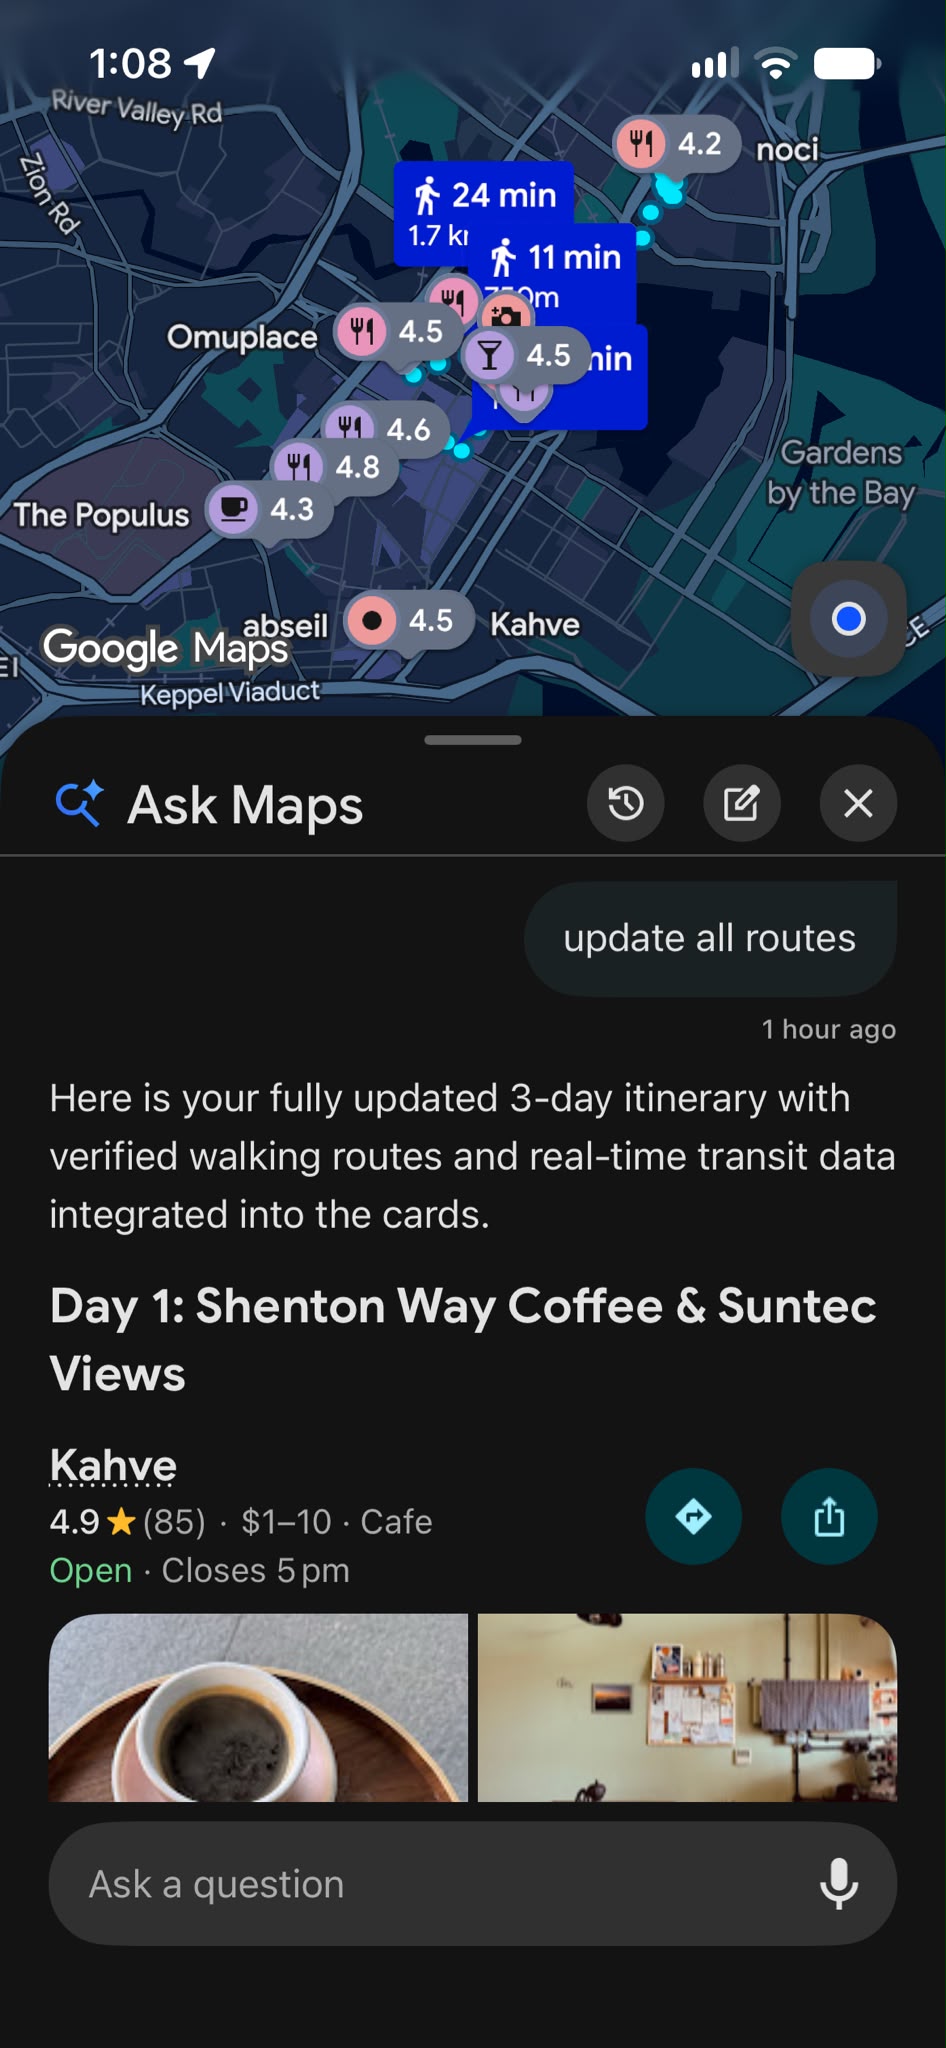 1:08
River Valley Rd
Zion Rd
4.2
noci
24 min
1.7
11 min
Omuplace
4.5
4.5
4.6
4.8
The Populus
4.3
Gardens
by the Bay
abseil
4.5
Kahve
Google Maps
Keppel Viaduct
Ask Maps
update all routes
1 hour ago
Here is your fully updated 3-day itinerary with
verified walking routes and real-time transit data
integrated into the cards.
Day 1: Shenton Way Coffee & Suntec
Views
Kahve
4.9 ★ (85) · $1–10 · Cafe
Open · Closes 5 pm
Ask a question